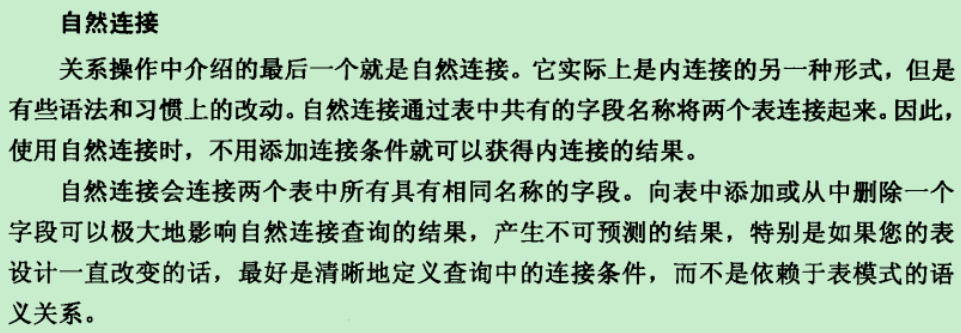 自然连接
关系操作中介绍的最后一个就是自然连接。它实际上是内连接的另一种形式，但是
有些语法和习惯上的改动。自然连接通过表中共有的字段名称将两个表连接起来。因此，
使用自然连接时，不用添加连接条件就可以获得内连接的结果。
自然连接会连接两个表中所有具有相同名称的字段。向表中添加或从中删除一个
字段可以极大地影响自然连接查询的结果，产生不可预测的结果，特别是如果您的表
设计一直改变的话，最好是清晰地定义查询中的连接条件，而不是依赖于表模式的语
义关系。